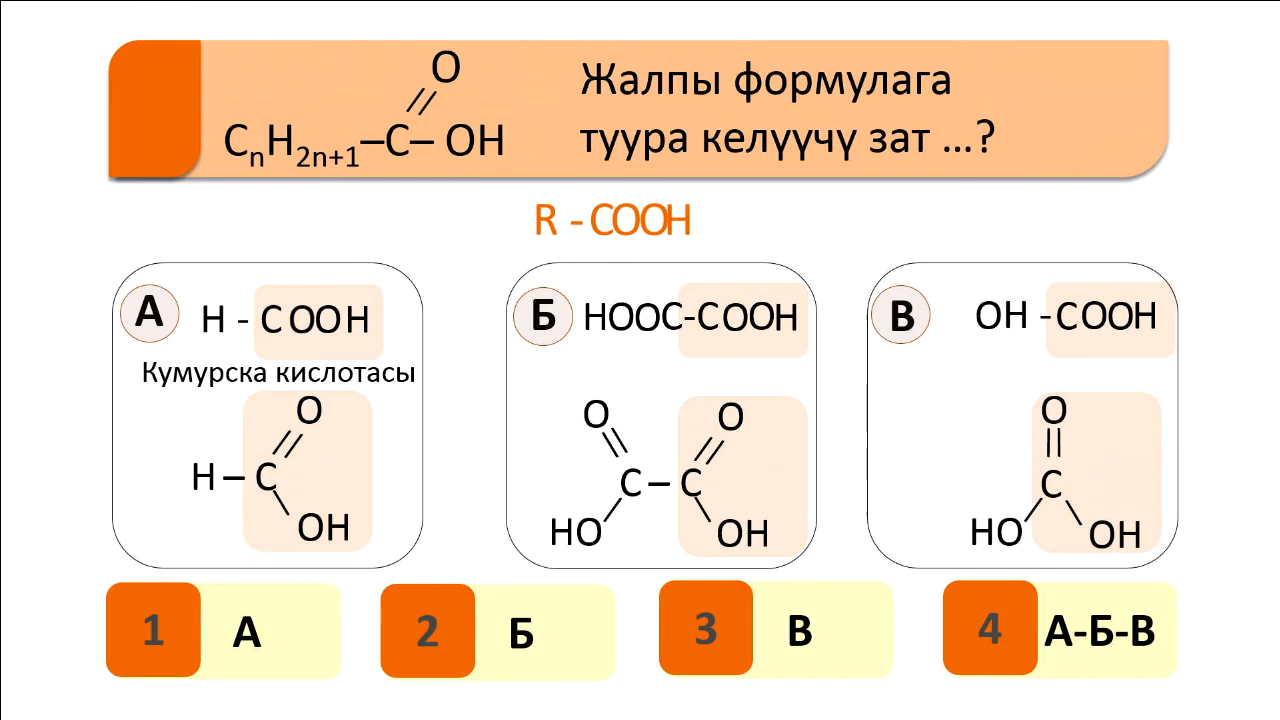 O
CnH2n+1–C– OH
Жалпы формулага
туура келүүчү зат ...?
R - COOH
А
H - COOH
Кумурска кислотасы
O
H – C
OH
Б
HOOC-COOH
O O
C – C
HO OH
В
OH -COOH
O
C
HO OH
1 А
2 Б
3 В
4 А-Б-В